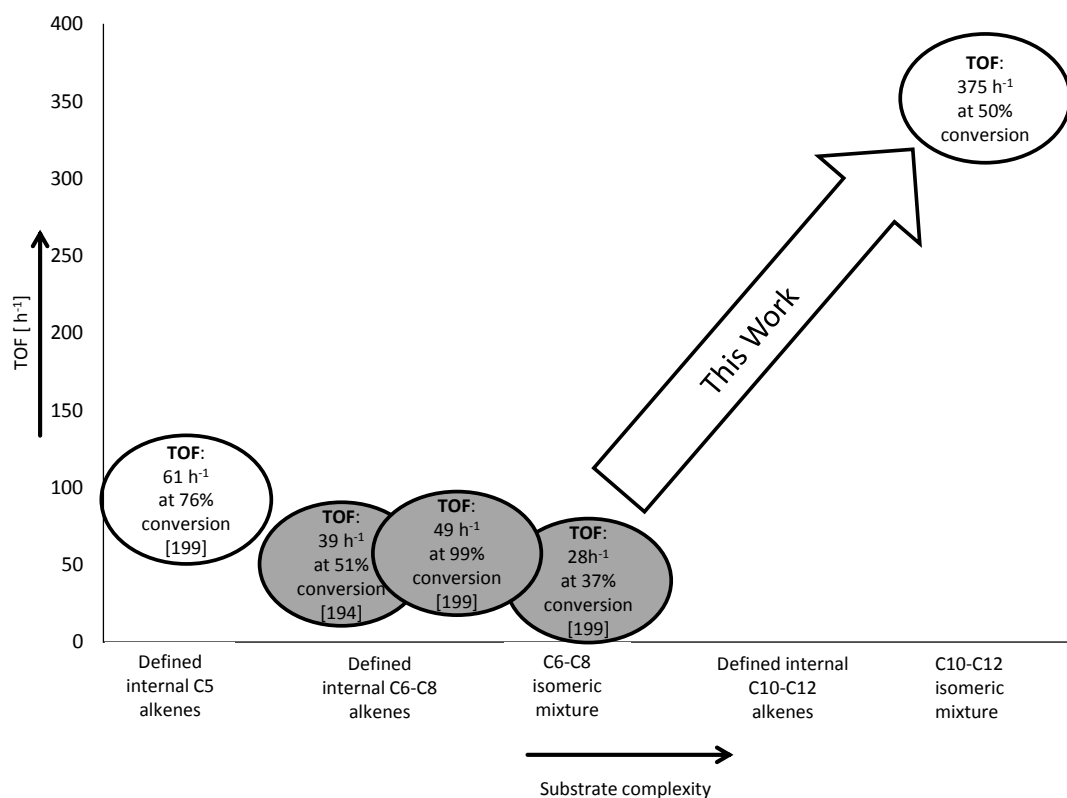 400
350
300
250
200
150
100
50
0
TOF [ h-1]
TOF:
61 h-1
at 76%
conversion
[199]
TOF:
39 h-1
at 51%
conversion
[194]
TOF:
49 h-1
at 99%
conversion
[199]
TOF:
28h-1
at 37%
conversion
[199]
This Work
TOF:
375 h-1
at 50%
conversion
Defined
internal C5
alkenes
Defined
internal C6-C8
alkenes
C6-C8
isomeric
mixture
Defined internal
C10-C12
alkenes
C10-C12
isomeric
mixture
Substrate complexity